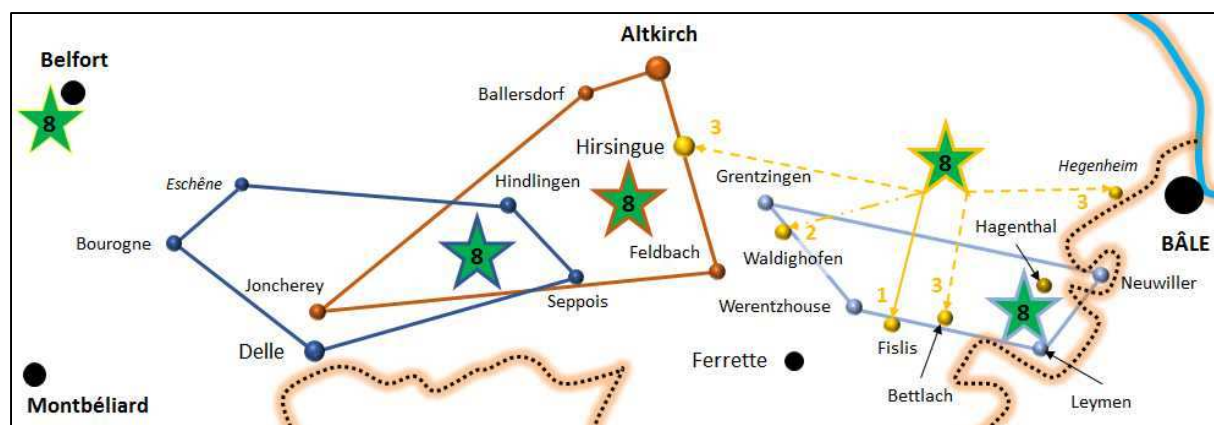 Altkirch
Belfort
Ballersdorf
8
3
Hirsingue
8
Hegenheim
Eschêne
Hindlingen
Grentzingen
8
3
Hagenthal
2
BÂLE
Bourogne
8
Feldbach
Waldighofen
Joncherey
Seppois
Werentzhouse
1
3
8
Neuwiller
Delle
Fislis
Ferrette
Montbéliard
Bettlach
Leymen